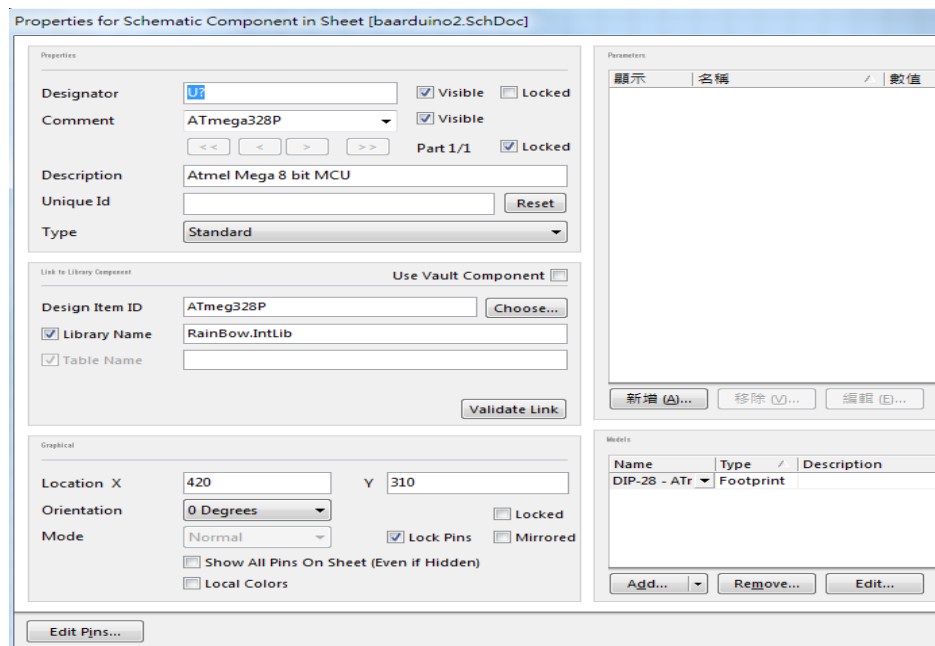 Properties for Schematic Component in Sheet [baarduino2.SchDoc]
Properties
Designator U? Visible Locked
Comment ATmega328P Visible
<< < > >> Part 1/1 Locked
Description Atmel Mega 8 bit MCU
Unique Id Reset
Type Standard
Link to Library Component Use Vault Component
Design Item ID ATmeg328P Choose...
Library Name RainBow.IntLib
Table Name
Validate Link
Graphical
Location X 420 Y 310
Orientation 0 Degrees Locked
Mode Normal Lock Pins Mirrored
Show All Pins On Sheet (Even if Hidden)
Local Colors
Edit Pins...
Parameters
顯示 名稱 數值
新增 (A)... 移除 (V)... 編輯 (E)...
Models
Name Type Description
DIP-28 - ATr Footprint
Add... Remove... Edit...